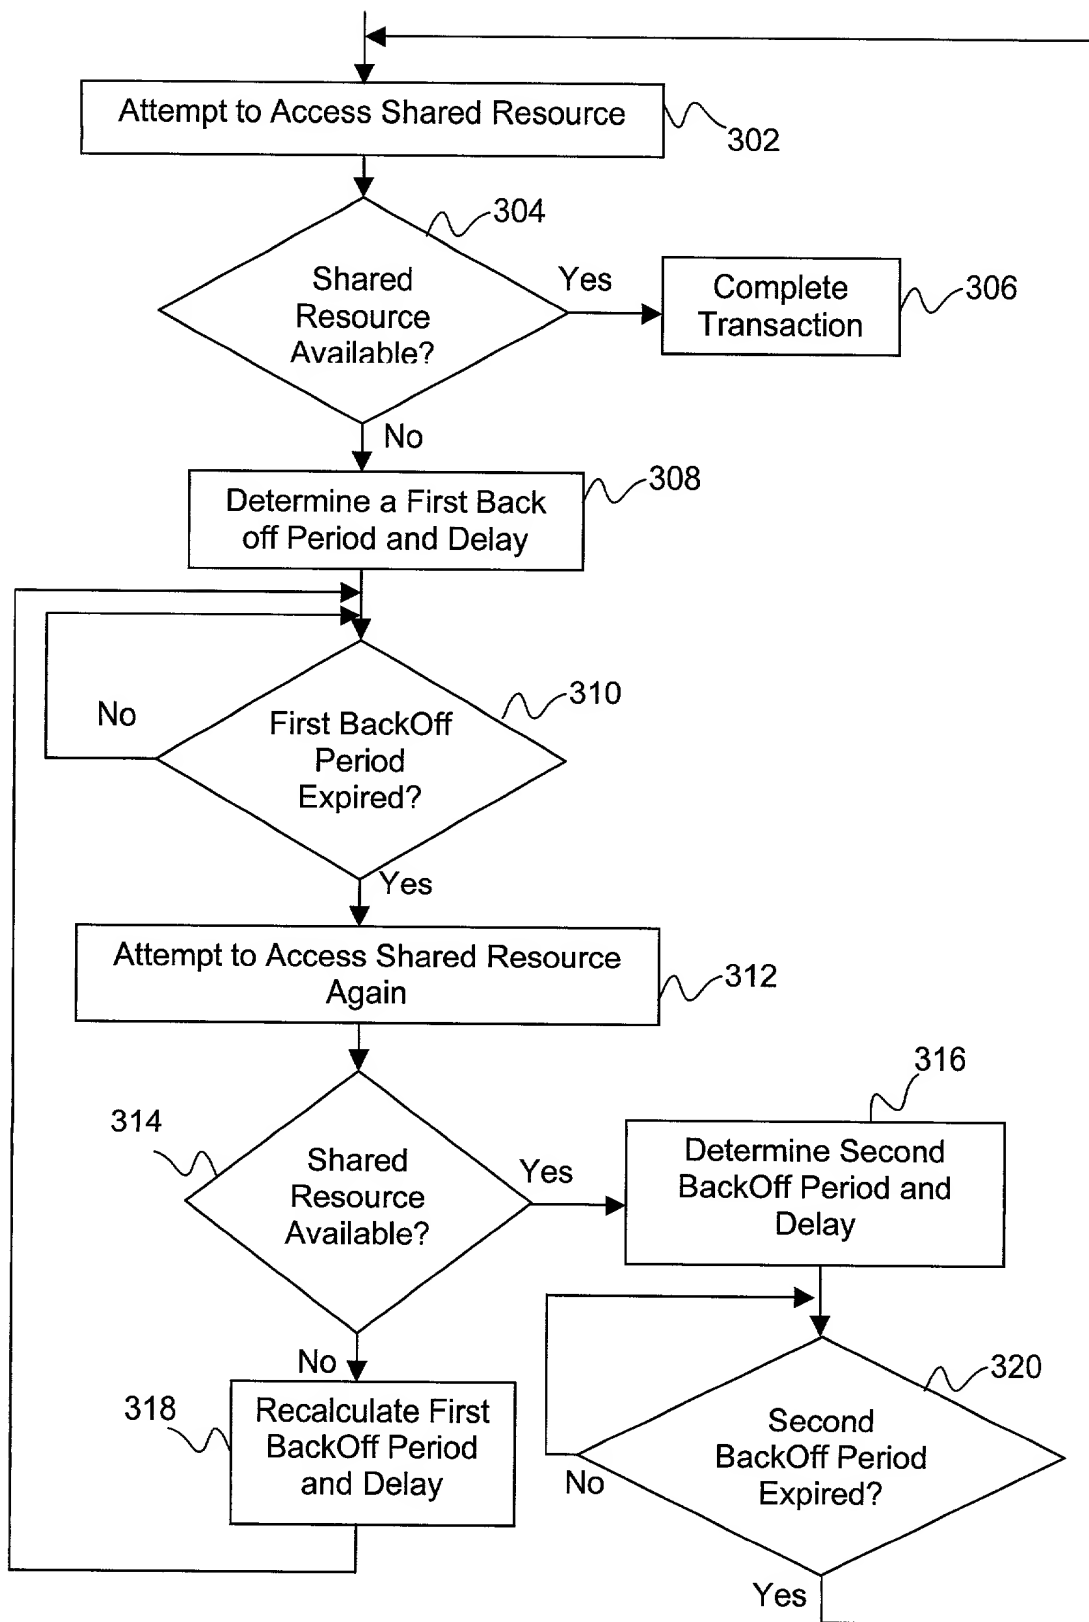 Attempt to Access Shared Resource
302
304
Shared
Resource
Available?
Yes
Complete
Transaction
306
No
Determine a First Back
off Period and Delay
308
No
First BackOff
Period
Expired?
310
Yes
Attempt to Access Shared Resource
Again
312
314
Shared
Resource
Available?
Yes
316
Determine Second
BackOff Period and
Delay
No
318
Recalculate First
BackOff Period
and Delay
320
Second
BackOff Period
Expired?
No
Yes